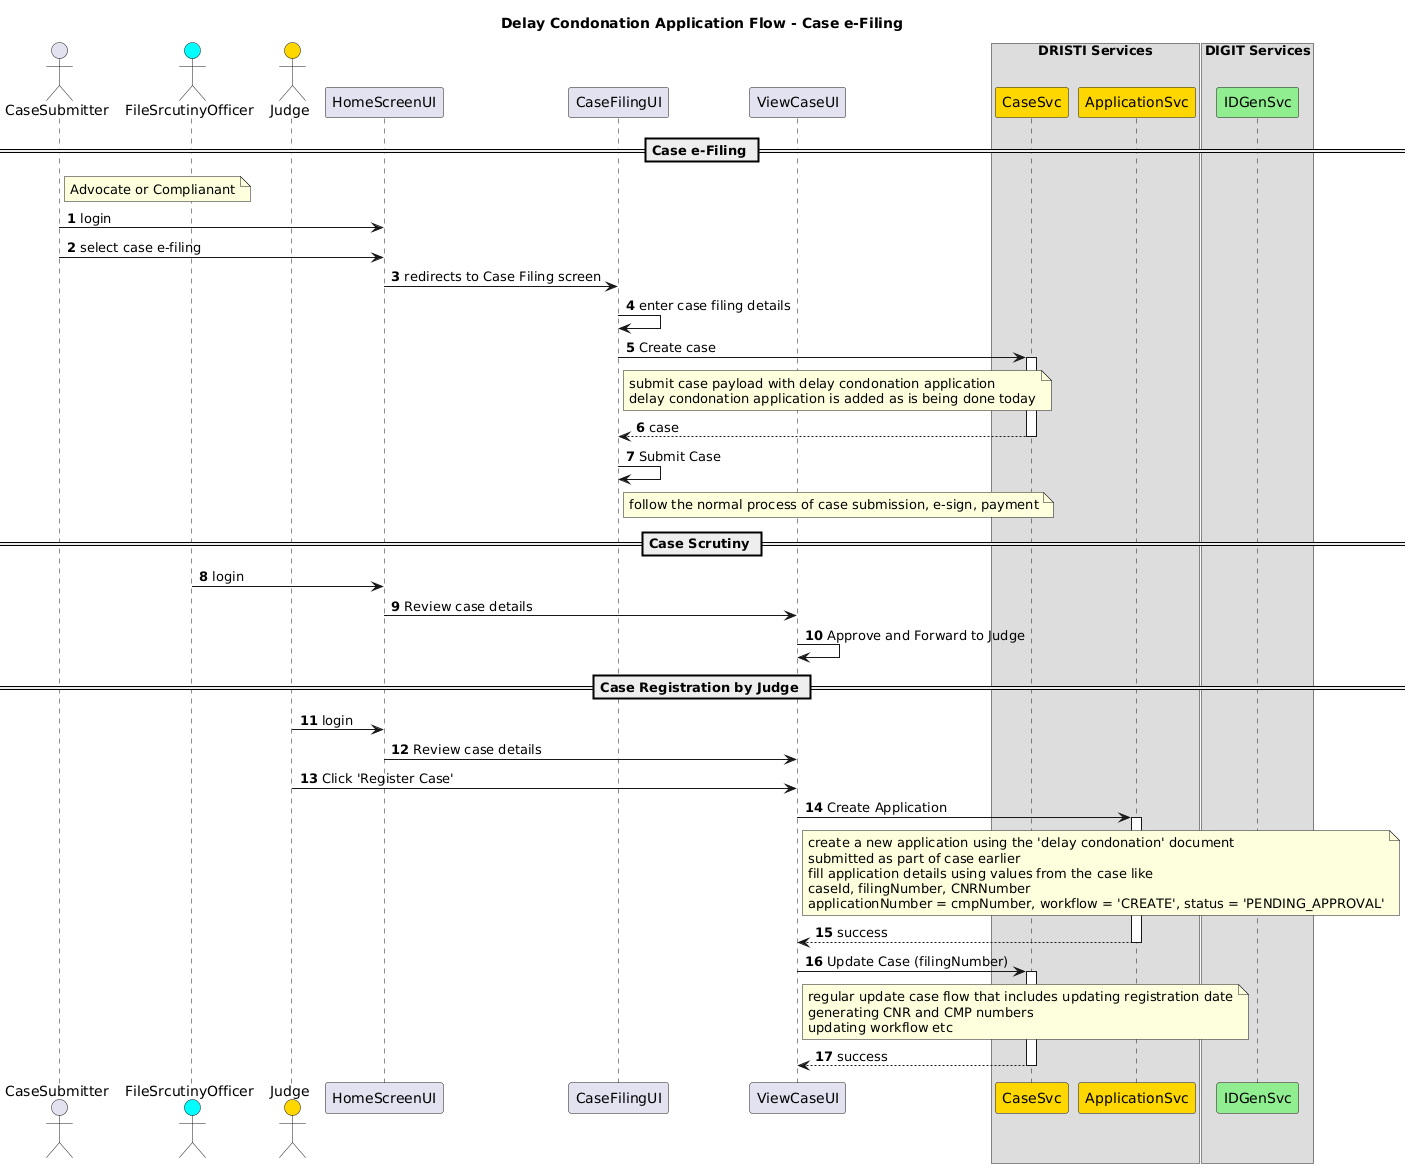 Delay Condonation Application Flow - Case e-Filing
DRISTI Services
DIGIT Services
CaseSubmitter
FileSrcutinyOfficer
Judge
HomeScreenUI
CaseFilingUI
ViewCaseUI
CaseSvc
ApplicationSvc
IDGenSvc
Case e-Filing
Advocate or Complianant
1 login
2 select case e-filing
3 redirects to Case Filing screen
4 enter case filing details
5 Create case
submit case payload with delay condonation application
delay condonation application is added as is being done today
6 case
7 Submit Case
follow the normal process of case submission, e-sign, payment
Case Scrutiny
8 login
9 Review case details
10 Approve and Forward to Judge
Case Registration by Judge
11 login
12 Review case details
13 Click 'Register Case'
14 Create Application
create a new application using the 'delay condonation' document
submitted as part of case earlier
fill application details using values from the case like
caseId, filingNumber, CNRNumber
applicationNumber = cmpNumber, workflow = 'CREATE', status = 'PENDING_APPROVAL'
15 success
16 Update Case (filingNumber)
regular update case flow that includes updating registration date
generating CNR and CMP numbers
updating workflow etc
17 success
CaseSubmitter
FileSrcutinyOfficer
Judge
HomeScreenUI
CaseFilingUI
ViewCaseUI
CaseSvc
ApplicationSvc
IDGenSvc